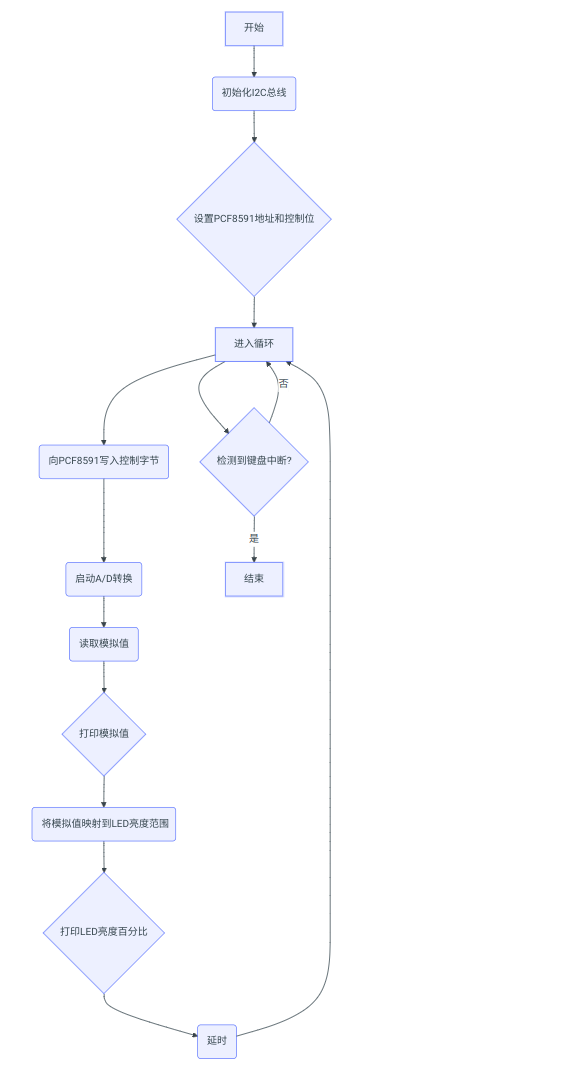 开始
初始化I2C总线
设置PCF8591地址和控制位
进入循环
否
向PCF8591写入控制字节
检测到键盘中断?
是
启动A/D转换
结束
读取模拟值
打印模拟值
将模拟值映射到LED亮度范围
打印LED亮度百分比
延时